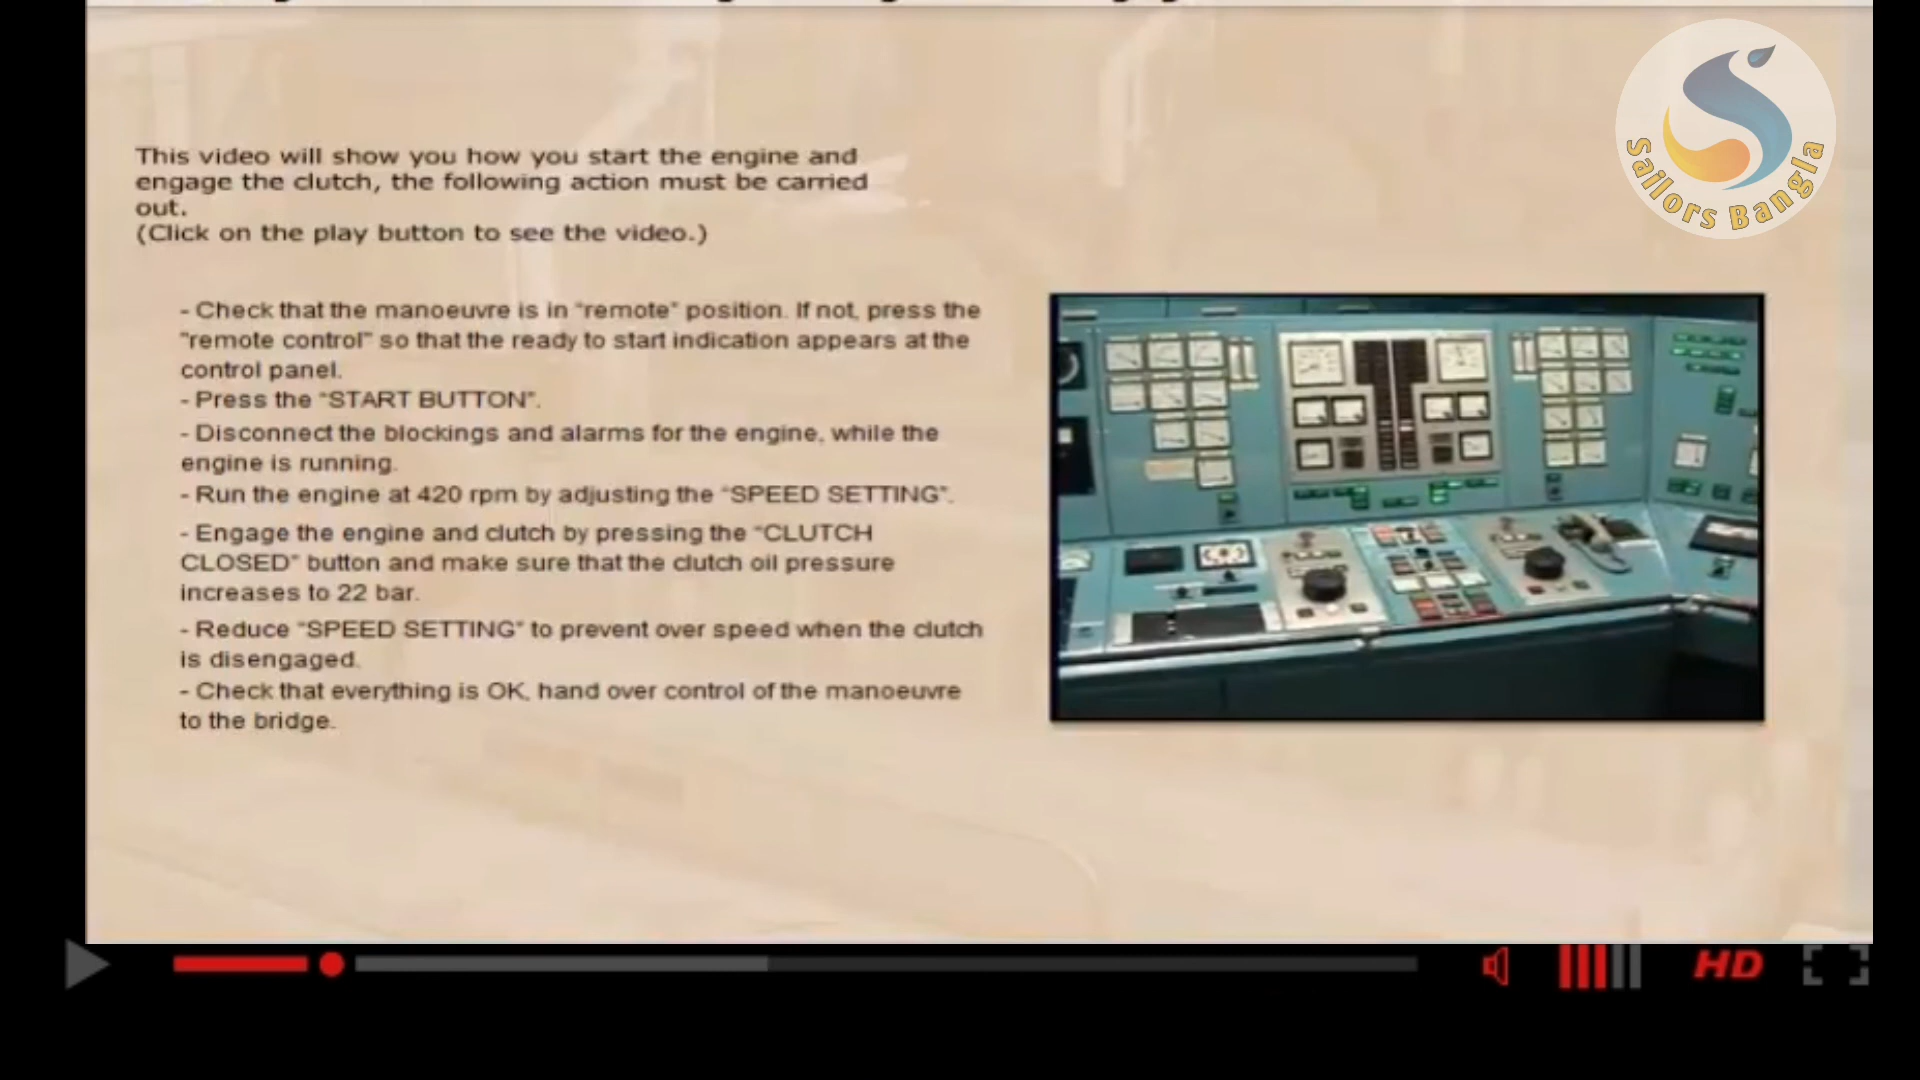 This video will show you how you start the engine and
engage the clutch, the following action must be carried
out.
(Click on the play button to see the video.)
- Check that the manoeuvre is in "remote" position. If not, press the
"remote control" so that the ready to start indication appears at the
control panel.
- Press the "START BUTTON".
- Disconnect the blockings and alarms for the engine, while the
engine is running.
- Run the engine at 420 rpm by adjusting the "SPEED SETTING".
- Engage the engine and clutch by pressing the "CLUTCH
CLOSED" button and make sure that the clutch oil pressure
increases to 22 bar.
- Reduce "SPEED SETTING" to prevent over speed when the clutch
is disengaged.
- Check that everything is OK, hand over control of the manoeuvre
to the bridge.
Sailors Bangla
HD